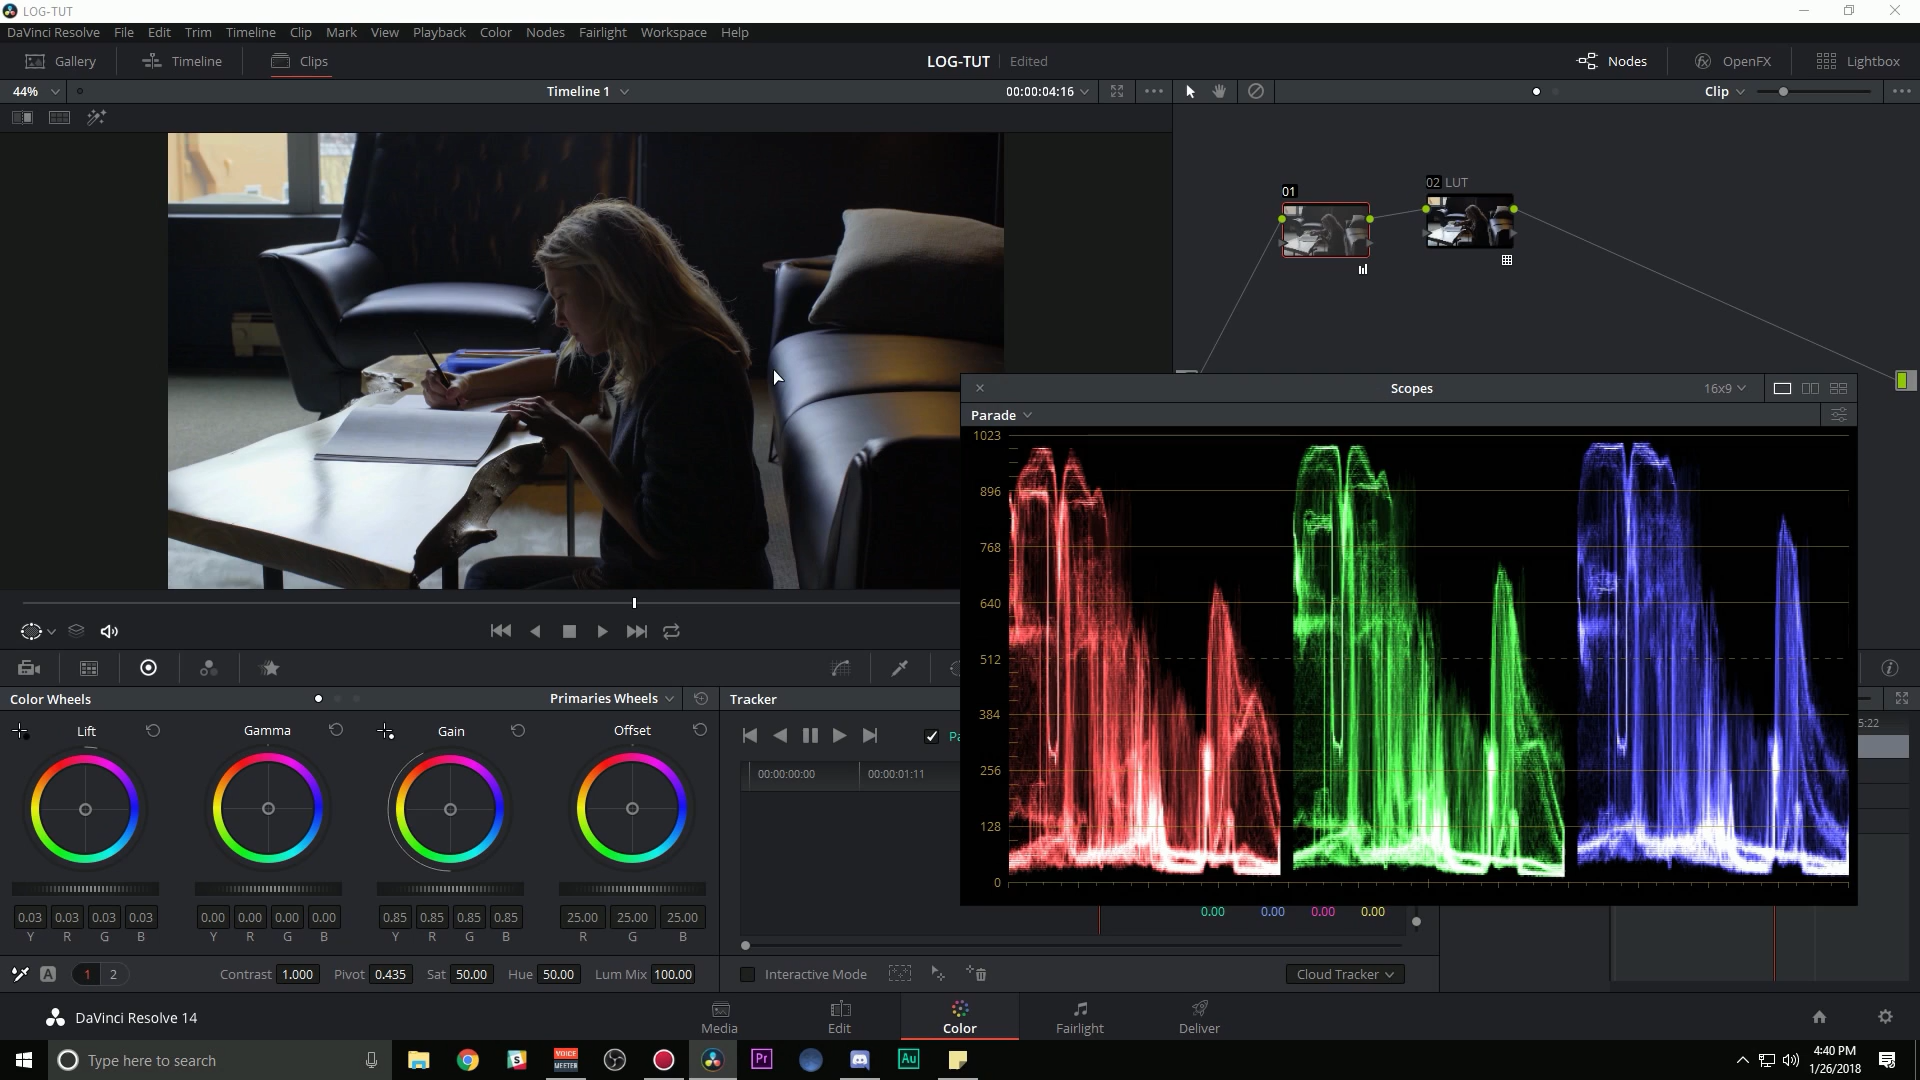 LOG-TUT
DaVinci Resolve File Edit Trim Timeline Clip Mark View Playback Color Nodes Fairlight Workspace Help
Gallery Timeline Clips LOG-TUT Edited Nodes OpenFX Lightbox
44% Timeline 1 00:00:04:16 Clip
01
02 LUT
Scopes 16x9
Parade
1023
896
768
640
512
384
256
128
0
Color Wheels Primaries Wheels Tracker
5:22
Lift Gamma Gain Offset
Pa
00:00:00:00 00:00:01:11
0.03 0.03 0.03 0.03 0.00 0.00 0.00 0.00 0.85 0.85 0.85 0.85 25.00 25.00 25.00
Y R G B Y R G B Y R G B R G B
0.00 0.00 0.00 0.00
A 1 2 Contrast 1.000 Pivot 0.435 Sat 50.00 Hue 50.00 Lum Mix 100.00
Interactive Mode Cloud Tracker
DaVinci Resolve 14
Media Edit Color Fairlight Deliver
Type here to search
VOICE
MEETER
S
Pr
Au
4:40 PM
1/26/2018